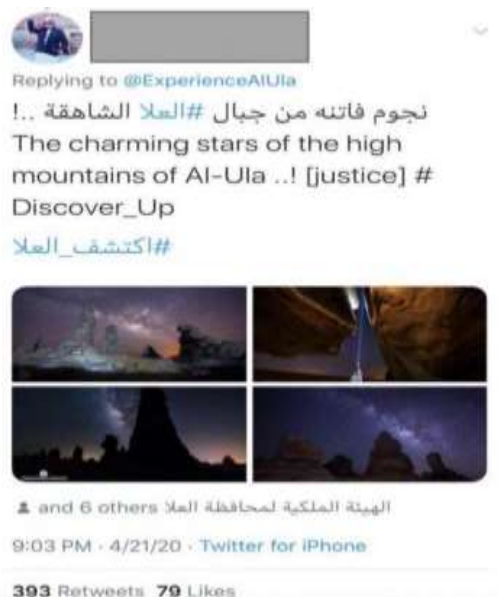 Replying to @ExperienceAlUla
نجوم فاتنه من جبال #العلا الشاهقة ..!
The charming stars of the high
mountains of Al-Ula ..! [justice] #
Discover_Up
#اكتشف_العلا
and 6 others الهيئة الملكية لمحافظة العلا
9:03 PM · 4/21/20 · Twitter for iPhone
393 Retweets 79 Likes